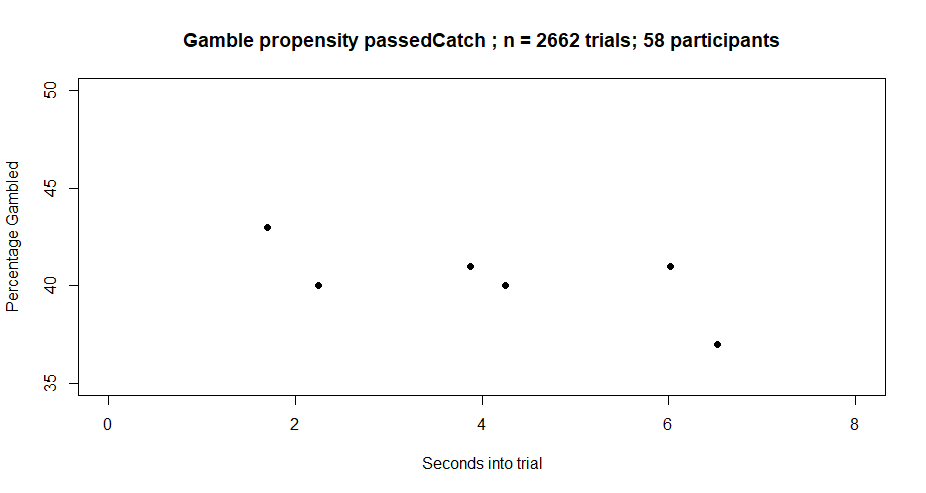 Gamble propensity passedCatch ; n = 2662 trials; 58 participants
Percentage Gambled
50
45
40
35
0 2 4 6 8
Seconds into trial